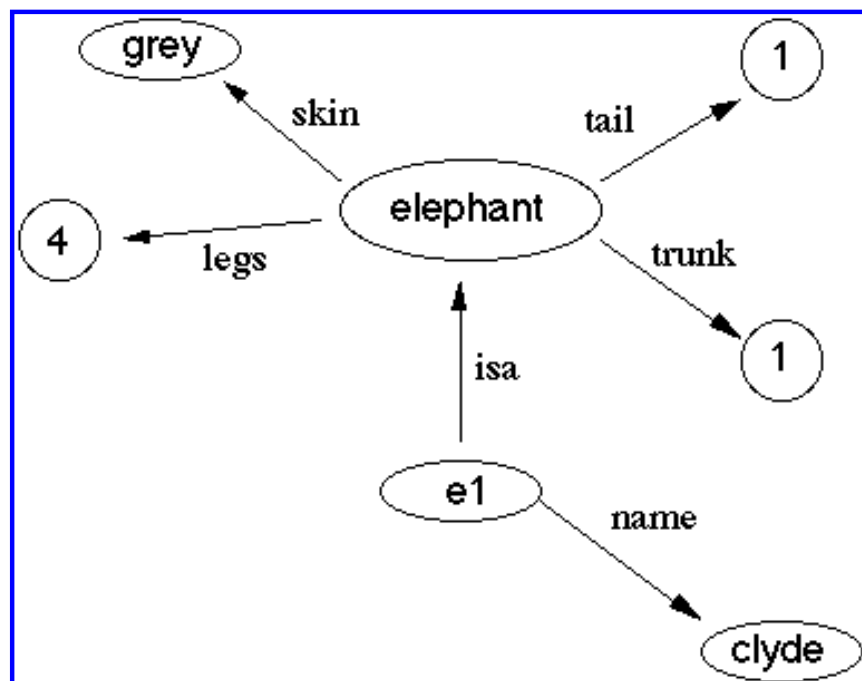 grey
1
skin
tail
elephant
4
legs
trunk
1
isa
e1
name
clyde